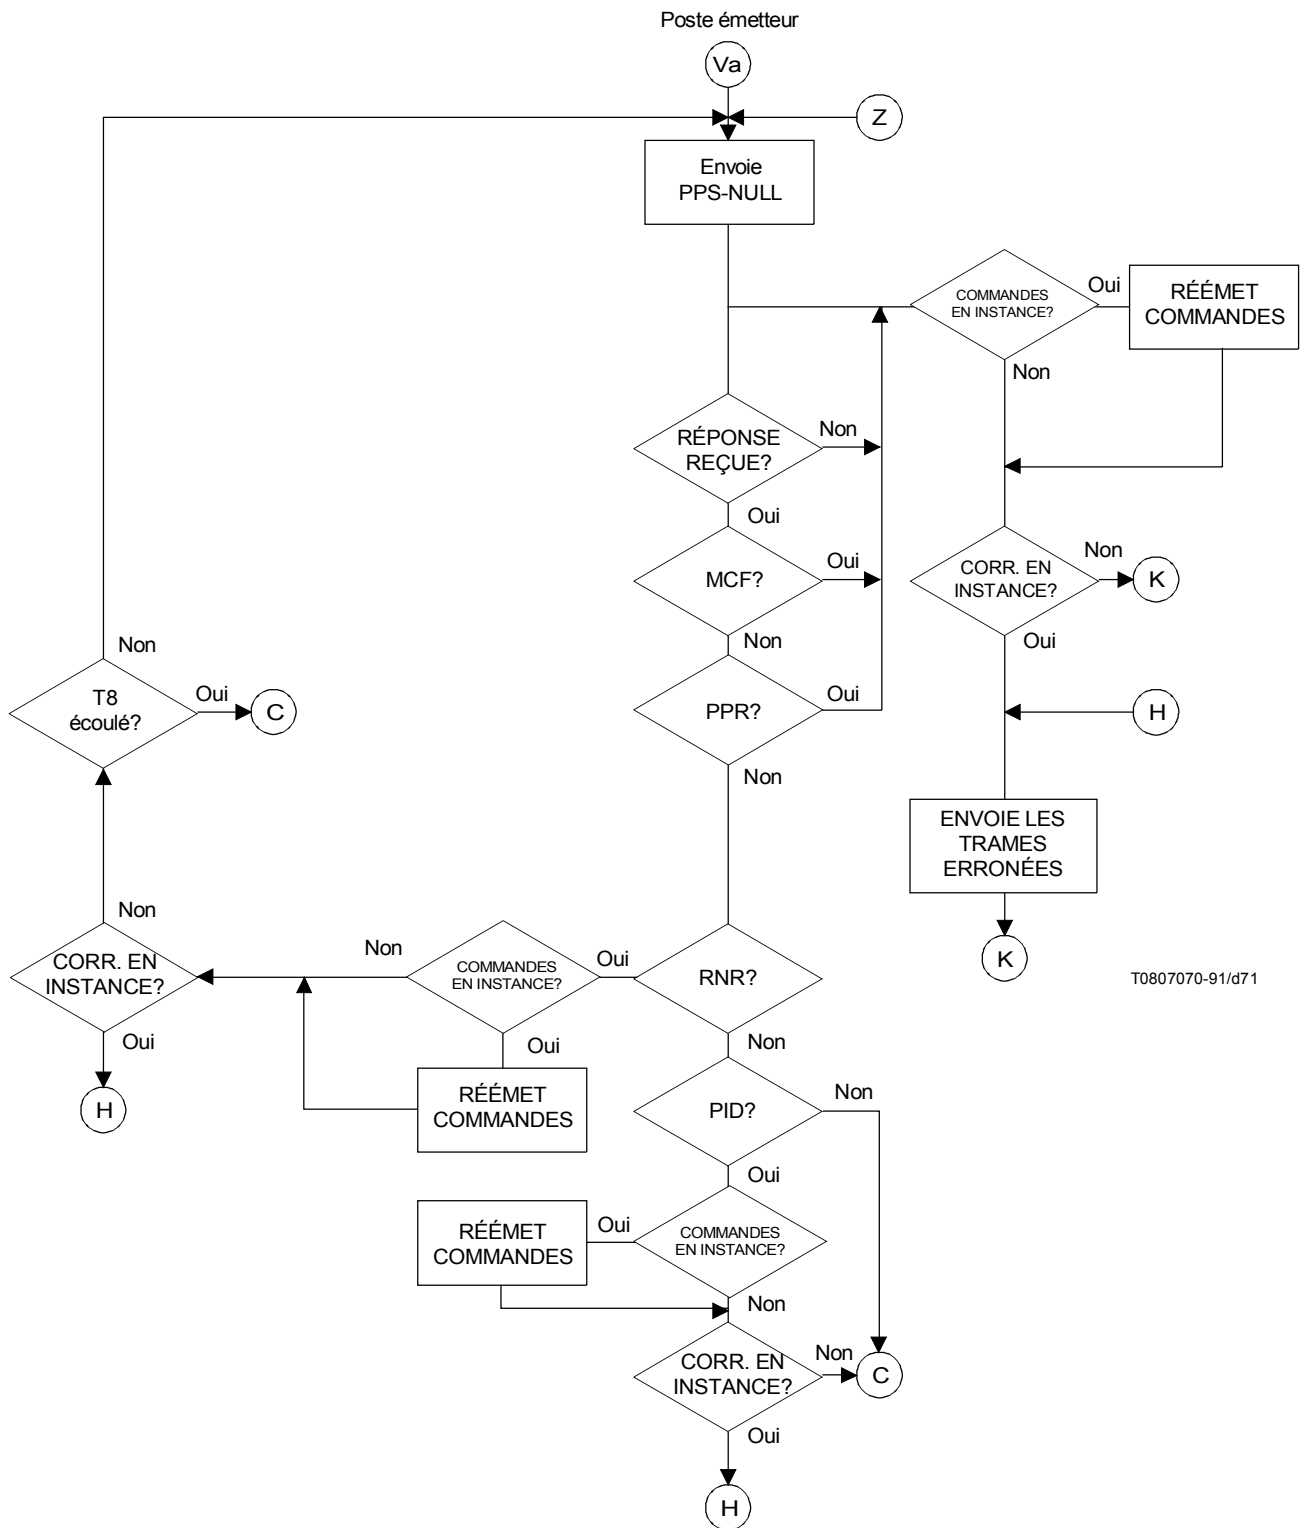 Poste émetteur
Va
Z
Envoie
PPS-NULL
COMMANDES
EN INSTANCE?
Oui
RÉÉMET
COMMANDES
Non
RÉPONSE
REÇUE?
Non
Oui
MCF?
Oui
Non
CORR. EN
INSTANCE?
Non
K
Oui
PPR?
Oui
Non
H
T8
écoulé?
Non
Oui
C
ENVOIE LES
TRAMES
ERRONÉES
K
CORR. EN
INSTANCE?
Non
Oui
H
Non
COMMANDES
EN INSTANCE?
Oui
Oui
RÉÉMET
COMMANDES
RNR?
Non
T0807070-91/d71
PID?
Non
Oui
RÉÉMET
COMMANDES
Oui
COMMANDES
EN INSTANCE?
Non
CORR. EN
INSTANCE?
Non
C
Oui
H